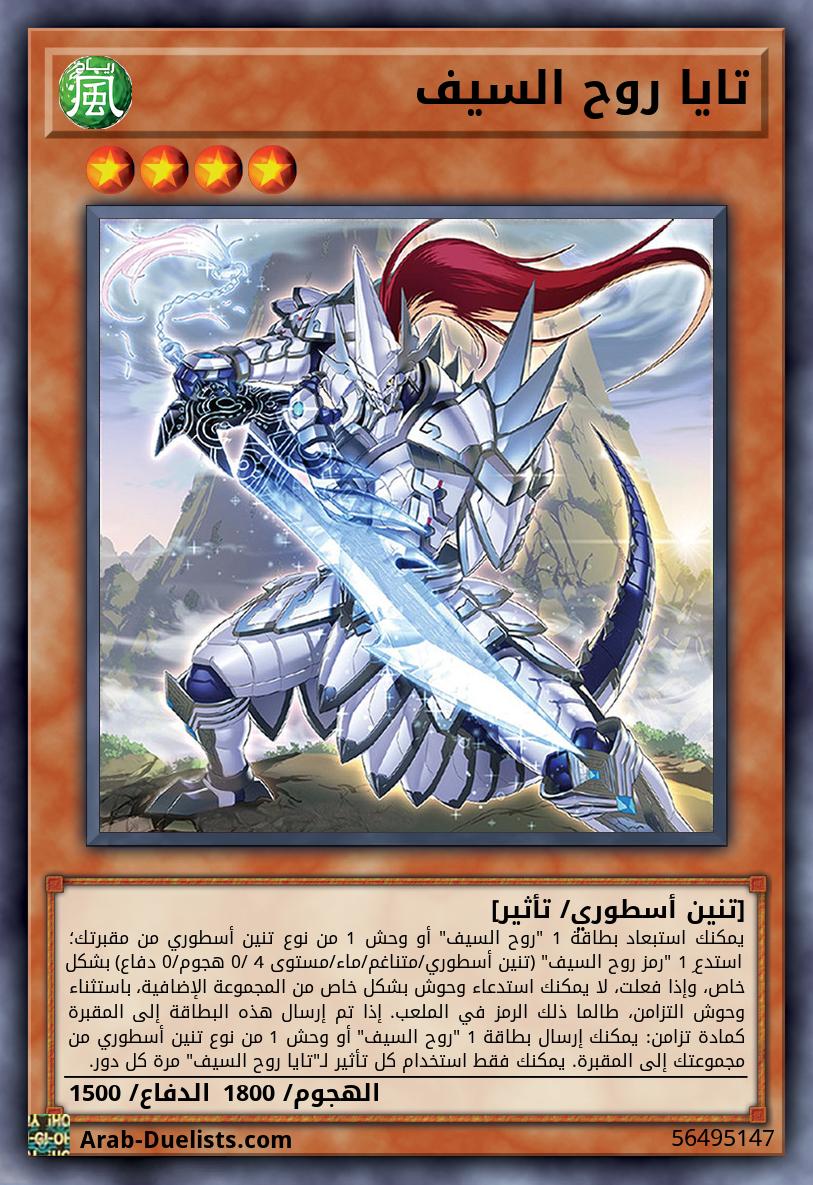 تايا روح السيف
رياح
風
[تنين أسطوري/ تأثير]
يمكنك استبعاد بطاقة 1 "روح السيف" أو وحش 1 من نوع تنين أسطوري من مقبرتك؛
استدعِ 1 "رمز روح السيف" (تنين أسطوري/متناغم/ماء/مستوى 4 /0 هجوم/0 دفاع) بشكل
خاص، وإذا فعلت، لا يمكنك استدعاء وحوش بشكل خاص من المجموعة الإضافية، باستثناء
وحوش التزامن، طالما ذلك الرمز في الملعب. إذا تم إرسال هذه البطاقة إلى المقبرة
كمادة تزامن: يمكنك إرسال بطاقة 1 "روح السيف" أو وحش 1 من نوع تنين أسطوري من
مجموعتك إلى المقبرة. يمكنك فقط استخدام كل تأثير لـ"تايا روح السيف" مرة كل دور.
الهجوم/ 1800 الدفاع/ 1500
Arab-Duelists.com
56495147